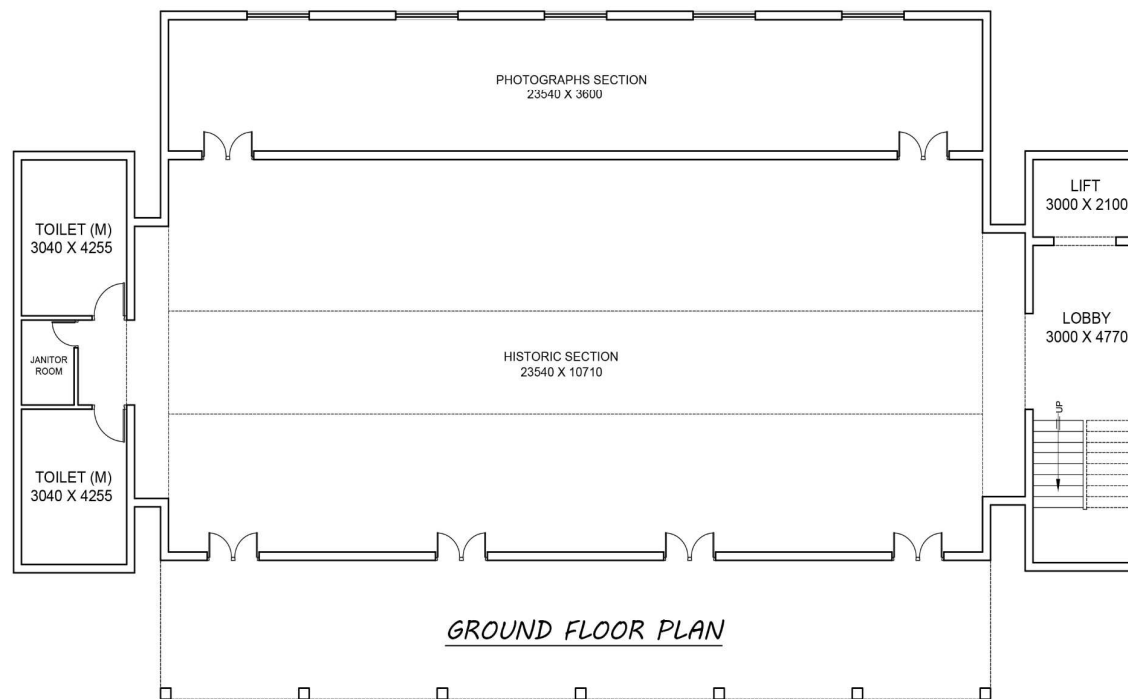 PHOTOGRAPHS SECTION
23540 X 3600
TOILET (M)
3040 X 4255
LIFT
3000 X 2100
LOBBY
3000 X 4770
HISTORIC SECTION
23540 X 10710
JANITOR
ROOM
UP
TOILET (M)
3040 X 4255
GROUND FLOOR PLAN